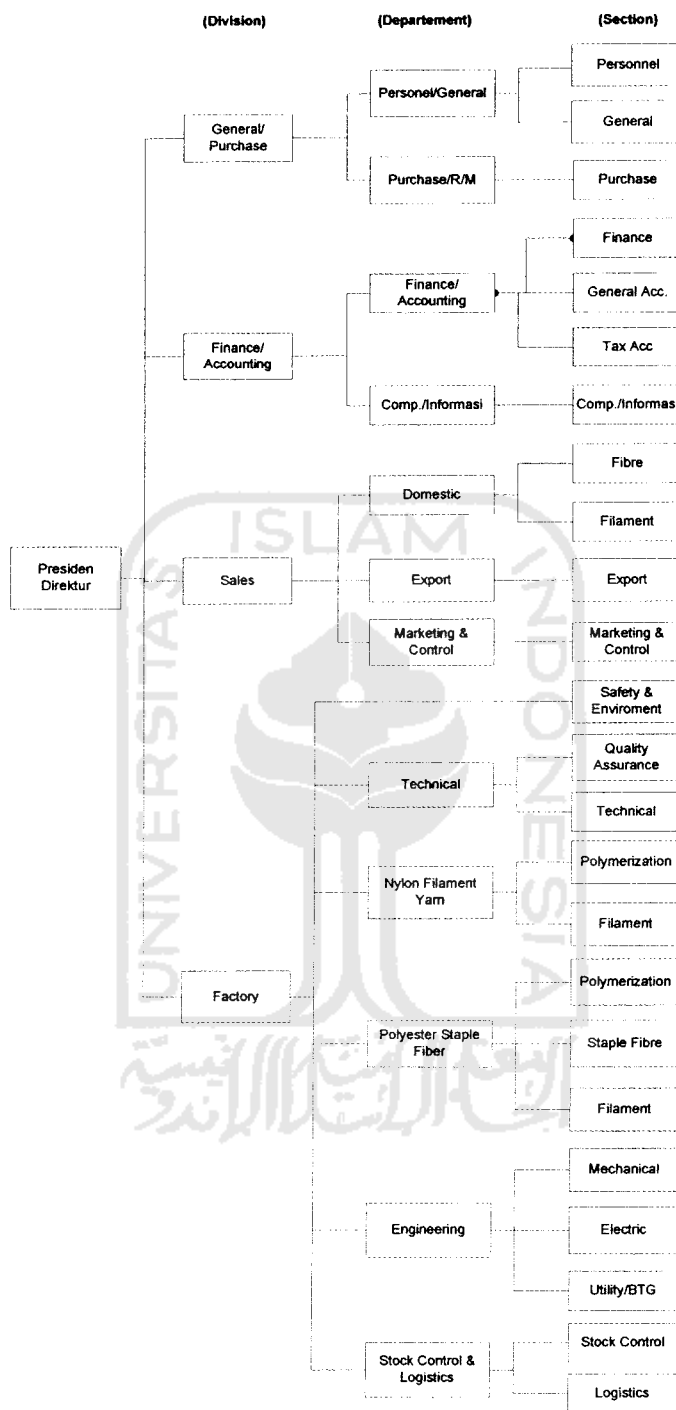 (Division)
(Departement)
(Section)
Personnel
Personel/General
General/
Purchase
General
Purchase/R/M
Purchase
Finance
Finance/
Accounting
General Acc.
Finance/
Accounting
Tax Acc
Comp./Informasi
Comp./Informas
Fibre
Domestic
Filament
ISLAM
Presiden
Direktur
Sales
Export
Export
Marketing &
Control
Marketing &
Control
Safety &
Enviroment
Quality
Assurance
Technical
Technical
UNIVERSITAS
INDONESIA
Nylon Filament
Yarn
Polymerization
Filament
Factory
Polymerization
Polyester Staple
Fiber
Staple Fibre
Filament
Mechanical
Engineering
Electric
Utility/BTG
Stock Control &
Logistics
Stock Control
Logistics